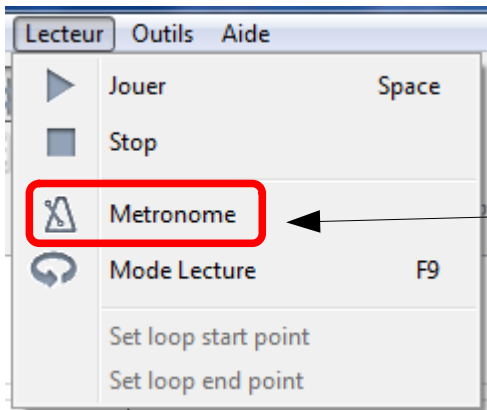 Lecteur Outils Aide
Jouer Space
Stop
Metronome
Mode Lecture F9
Set loop start point
Set loop end point